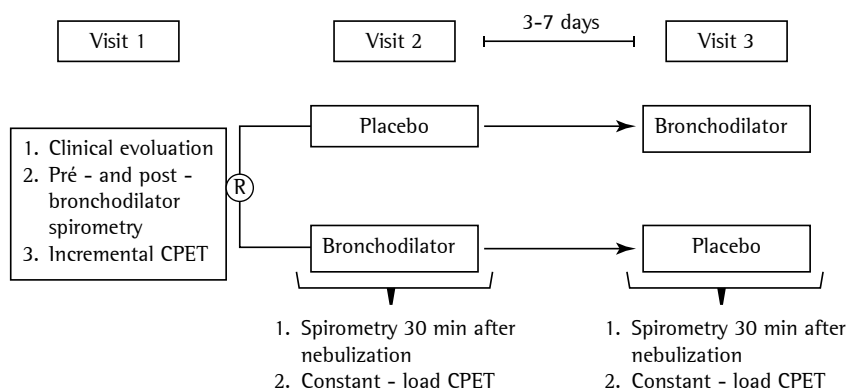 Visit 1
Visit 2
3-7 days
Visit 3
Placebo
Bronchodilator
1. Clinical evoluation
2. Pré - and post -
bronchodilator
spirometry
3. Incremental CPET
R
Bronchodilator
Placebo
1. Spirometry 30 min after
nebulization
2. Constant - load CPET
1. Spirometry 30 min after
nebulization
2. Constant - load CPET